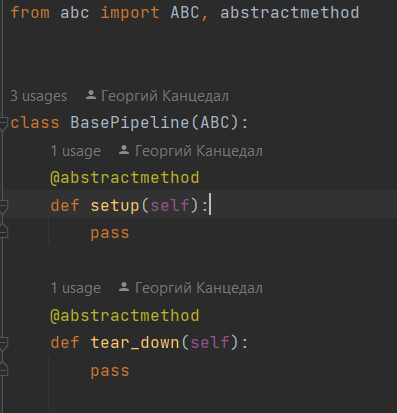 from abc import ABC, abstractmethod
3 usages Георгий Канцедал
class BasePipeline(ABC):
1 usage Георгий Канцедал
@abstractmethod
def setup(self):
pass
1 usage Георгий Канцедал
@abstractmethod
def tear_down(self):
pass